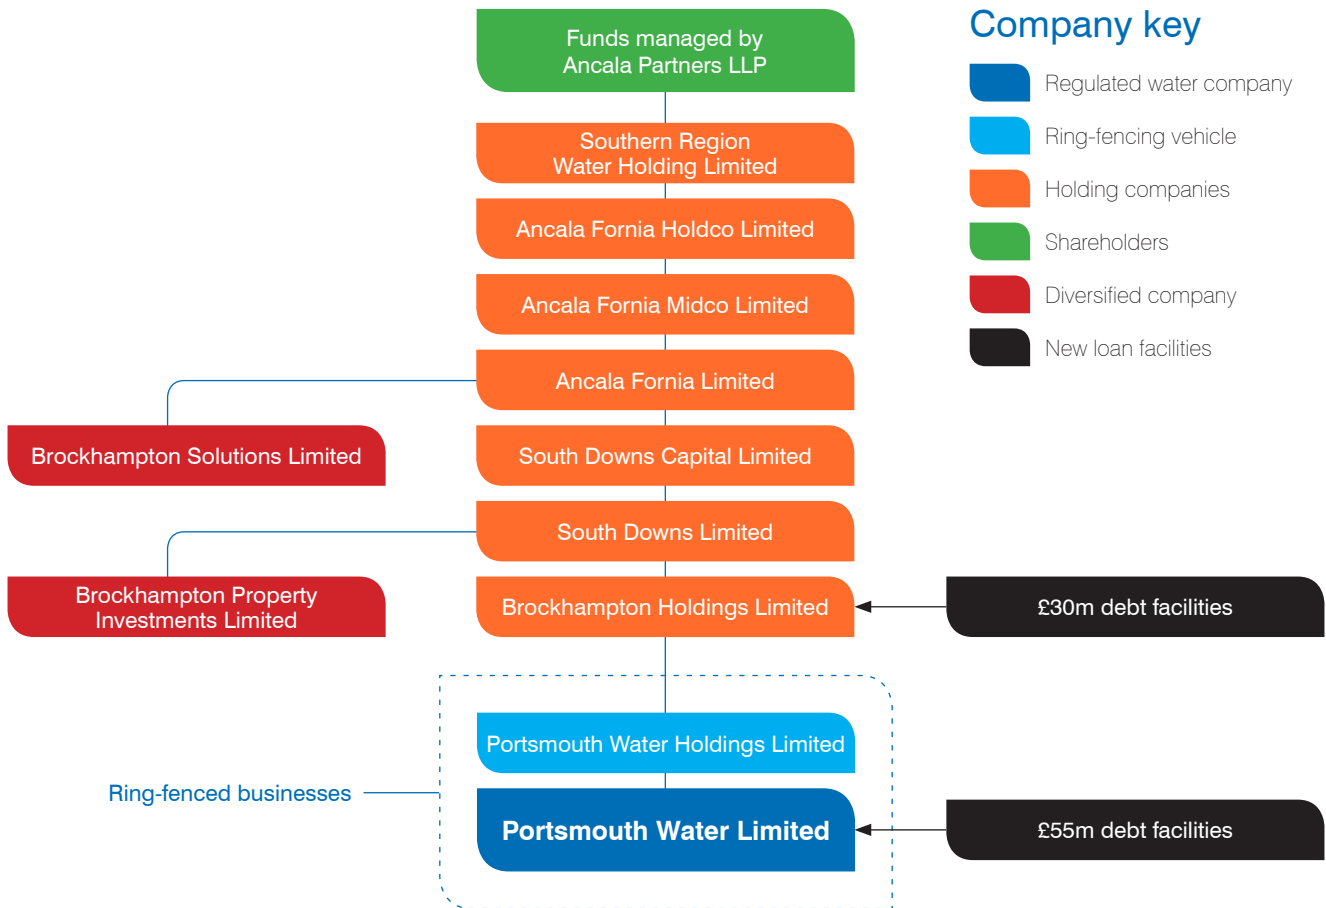 Funds managed by
Ancala Partners LLP
Southern Region
Water Holding Limited
Ancala Fornia Holdco Limited
Ancala Fornia Midco Limited
Ancala Fornia Limited
Brockhampton Solutions Limited
South Downs Capital Limited
South Downs Limited
Brockhampton Property
Investments Limited
Brockhampton Holdings Limited
£30m debt facilities
Portsmouth Water Holdings Limited
Ring-fenced businesses
Portsmouth Water Limited
£55m debt facilities
Company key
Regulated water company
Ring-fencing vehicle
Holding companies
Shareholders
Diversified company
New loan facilities